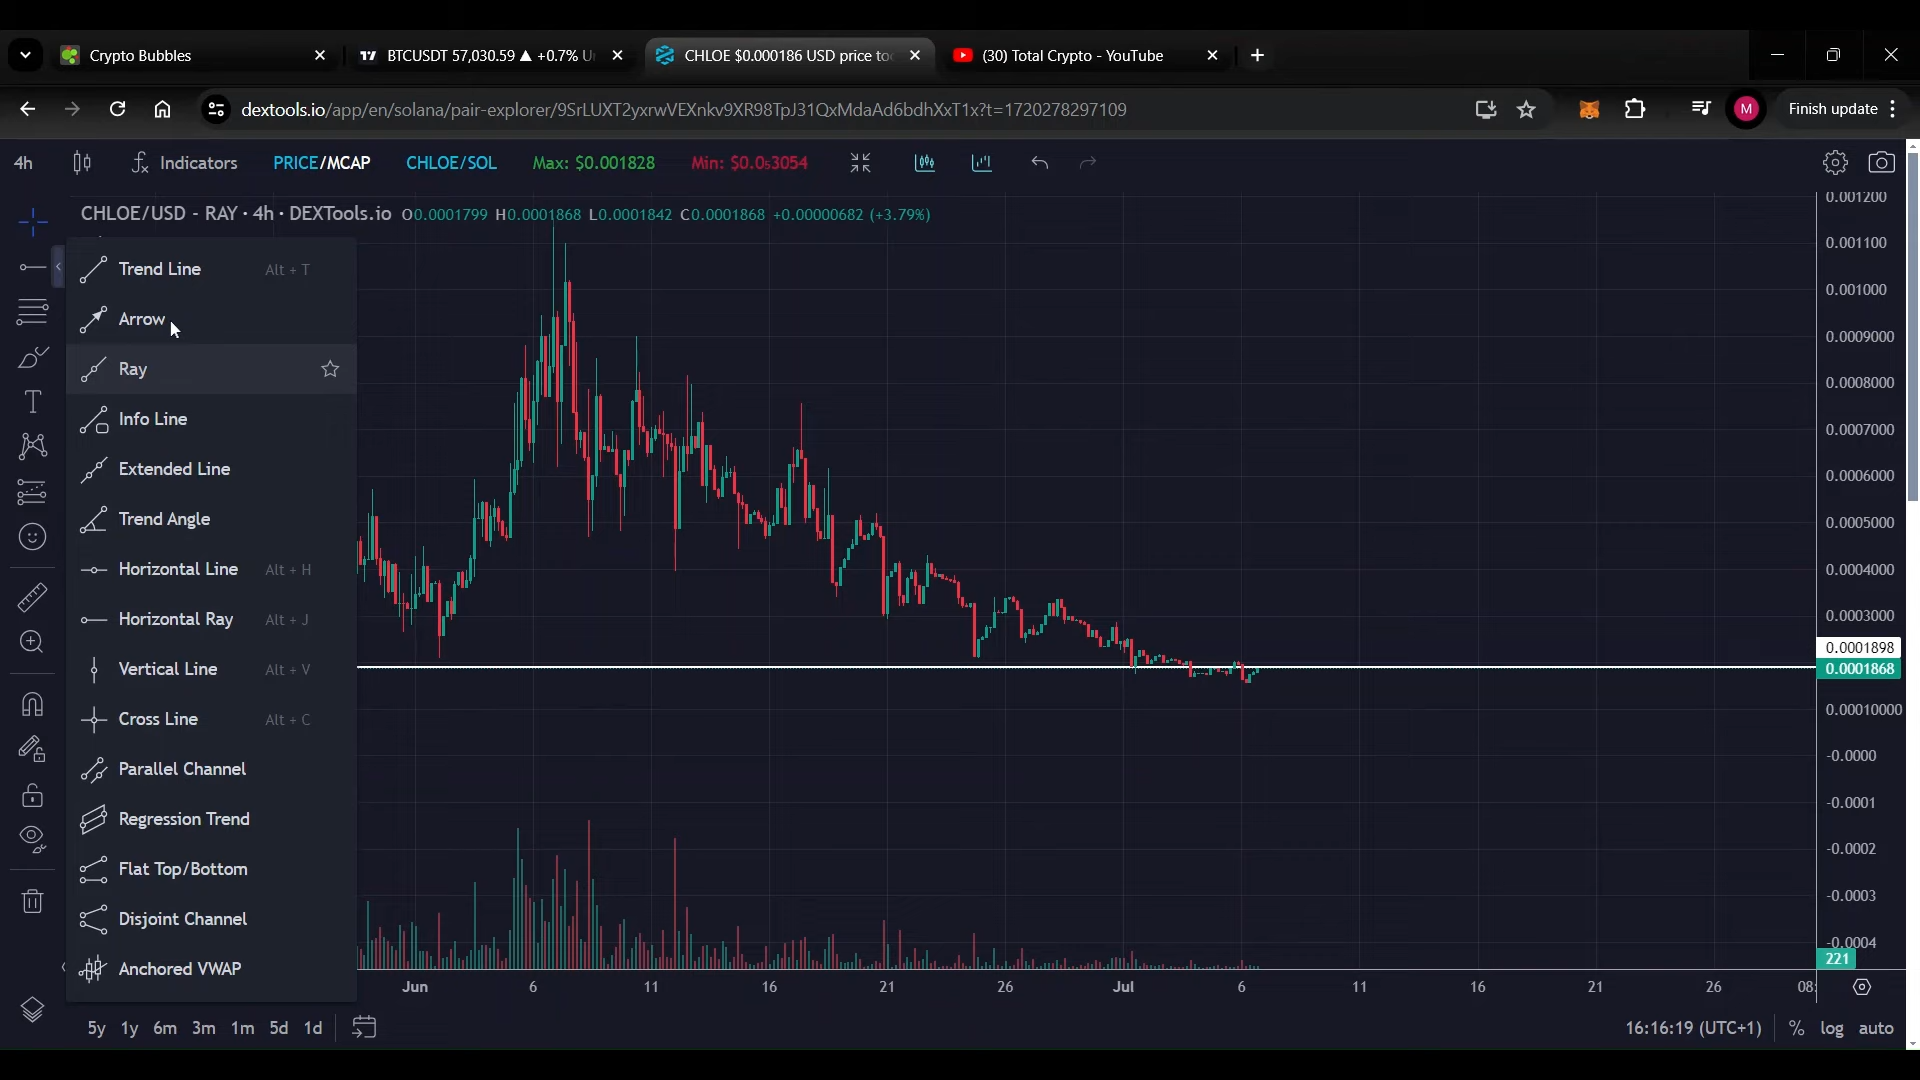 Crypto Bubbles
BTCUSDT 57,030.59 ▲ +0.7% U
CHLOE $0.000186 USD price to
(30) Total Crypto - YouTube
dextools.io/app/en/solana/pair-explorer/9SrLUXT2yxrwVEXnkv9XR98TpJ31QxMdaAd6bdhXxT1x?t=1720278297109
M
Finish update
4h
Indicators
PRICE/MCAP
CHLOE/SOL
Max: $0.001828
Min: $0.0₅3054
CHLOE/USD - RAY · 4h · DEXTools.io O0.0001799 H0.0001868 L0.0001842 C0.0001868 +0.00000682 (+3.79%)
Trend Line Alt + T
Arrow
Ray
Info Line
Extended Line
Trend Angle
Horizontal Line Alt + H
Horizontal Ray Alt + J
Vertical Line Alt + V
Cross Line Alt + C
Parallel Channel
Regression Trend
Flat Top/Bottom
Disjoint Channel
Anchored VWAP
0.001200
0.001100
0.001000
0.0009000
0.0008000
0.0007000
0.0006000
0.0005000
0.0004000
0.0003000
0.0001898
0.0001868
0.00010000
-0.0000
-0.0001
-0.0002
-0.0003
-0.0004
221
Jun 6 11 16 21 26 Jul 6 11 16 21 26 08:
5y 1y 6m 3m 1m 5d 1d
16:16:19 (UTC+1) % log auto